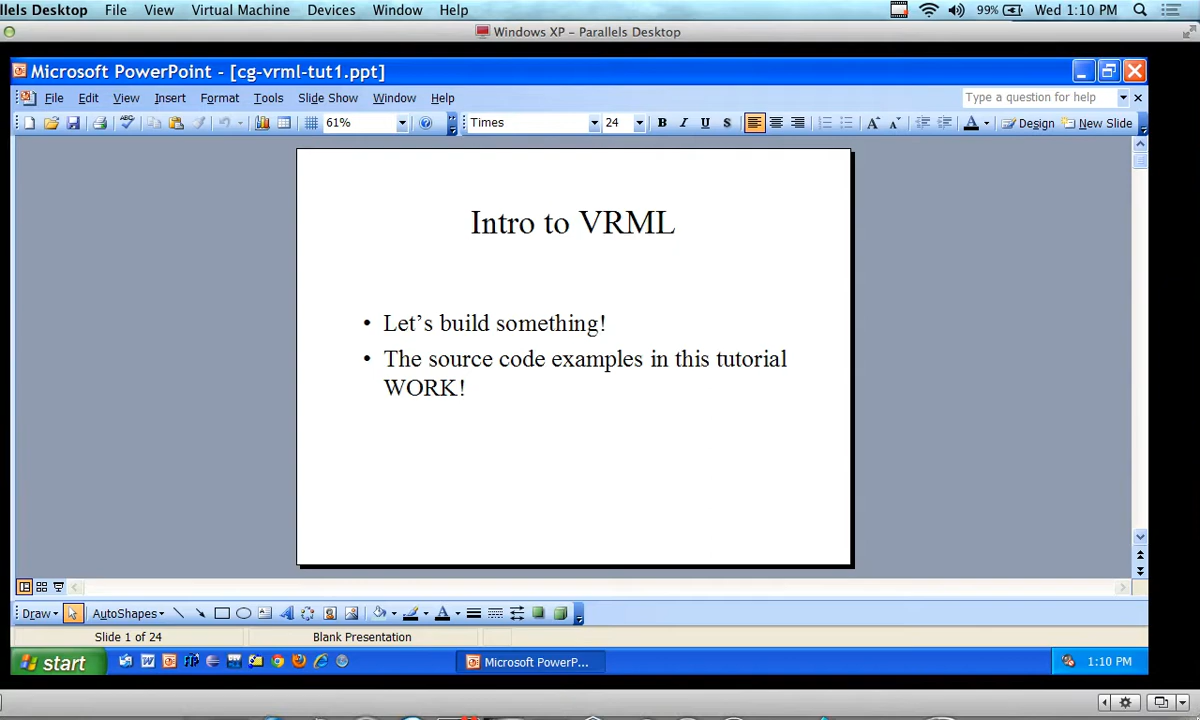 llels Desktop File View Virtual Machine Devices Window Help 99% Wed 1:10 PM
Windows XP - Parallels Desktop
Microsoft PowerPoint - [cg-vrml-tut1.ppt]
File Edit View Insert Format Tools Slide Show Window Help Type a question for help
61% Times 24 B I U S A A A Design New Slide
Intro to VRML
• Let’s build something!
• The source code examples in this tutorial
WORK!
Draw AutoShapes A
Slide 1 of 24 Blank Presentation
start Microsoft PowerP... 1:10 PM